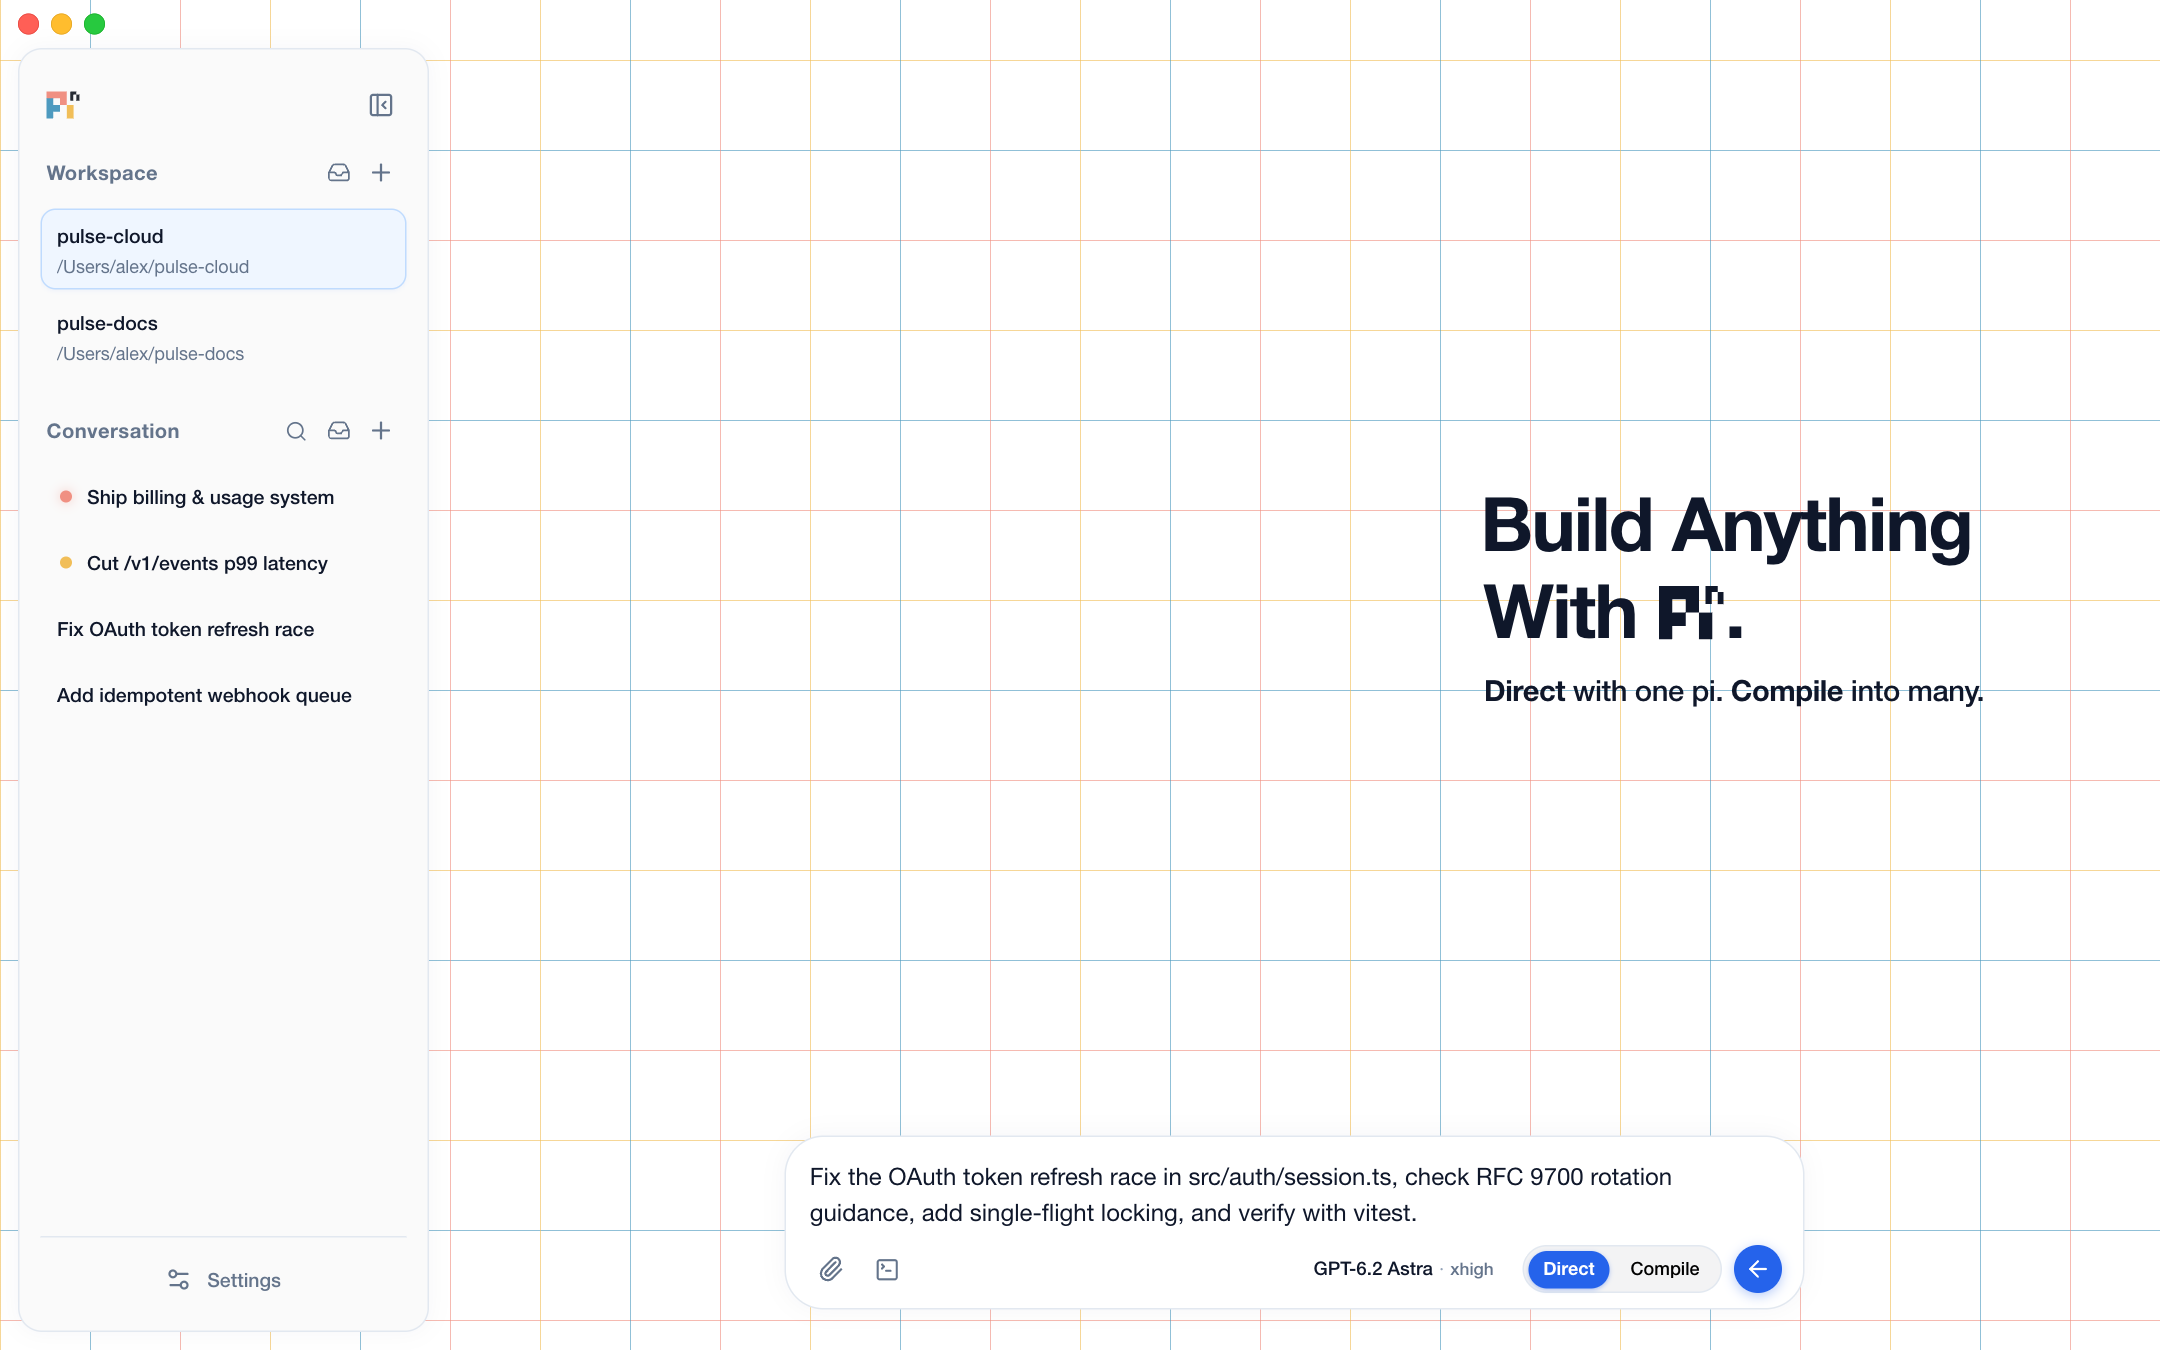 Workspace
pulse-cloud
/Users/alex/pulse-cloud
pulse-docs
/Users/alex/pulse-docs
Conversation
Ship billing & usage system
Cut /v1/events p99 latency
Fix OAuth token refresh race
Add idempotent webhook queue
Settings
Build Anything
With Pi.
Direct with one pi. Compile into many.
Fix the OAuth token refresh race in src/auth/session.ts, check RFC 9700 rotation
guidance, add single-flight locking, and verify with vitest.
GPT-6.2 Astra · xhigh
Direct
Compile